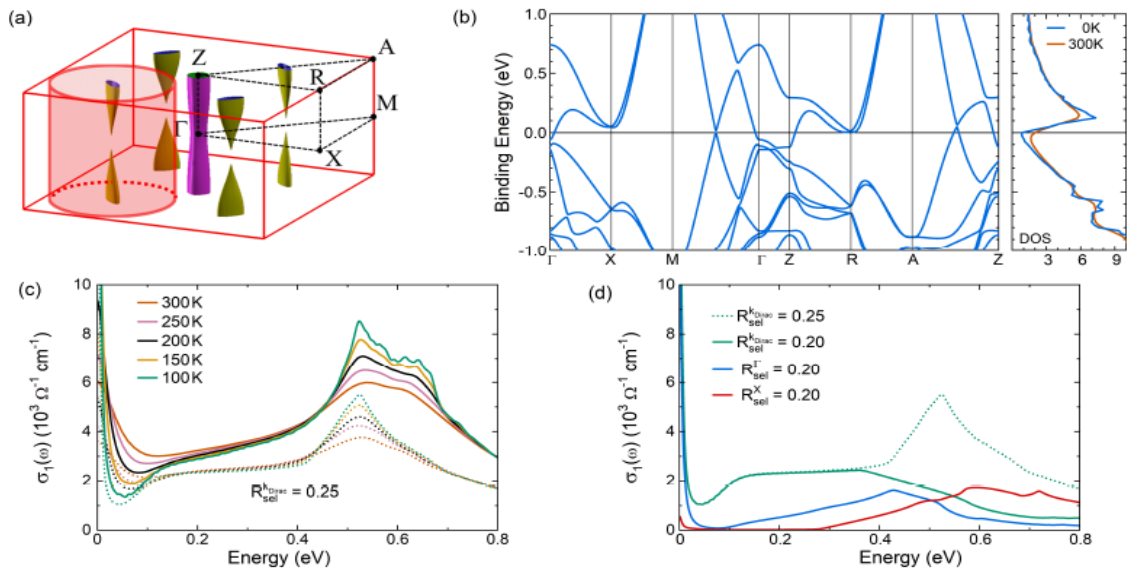 (a)
Z
A
R
M
Γ
X
(b)
Binding Energy (eV)
1.0
0.5
0.0
-0.5
-1.0
Γ X M Γ Z R A Z
0K
300K
DOS
3 6 9
(c)
σ₁(ω) (10³ Ω⁻¹ cm⁻¹)
10
8
6
4
2
0
300K
250K
200K
150K
100K
R_sel^k_Dirac = 0.25
0 0.2 0.4 0.6 0.8
Energy (eV)
(d)
σ₁(ω) (10³ Ω⁻¹ cm⁻¹)
10
8
6
4
2
0
R_sel^k_Dirac = 0.25
R_sel^k_Dirac = 0.20
R_sel^Γ = 0.20
R_sel^X = 0.20
0 0.2 0.4 0.6 0.8
Energy (eV)